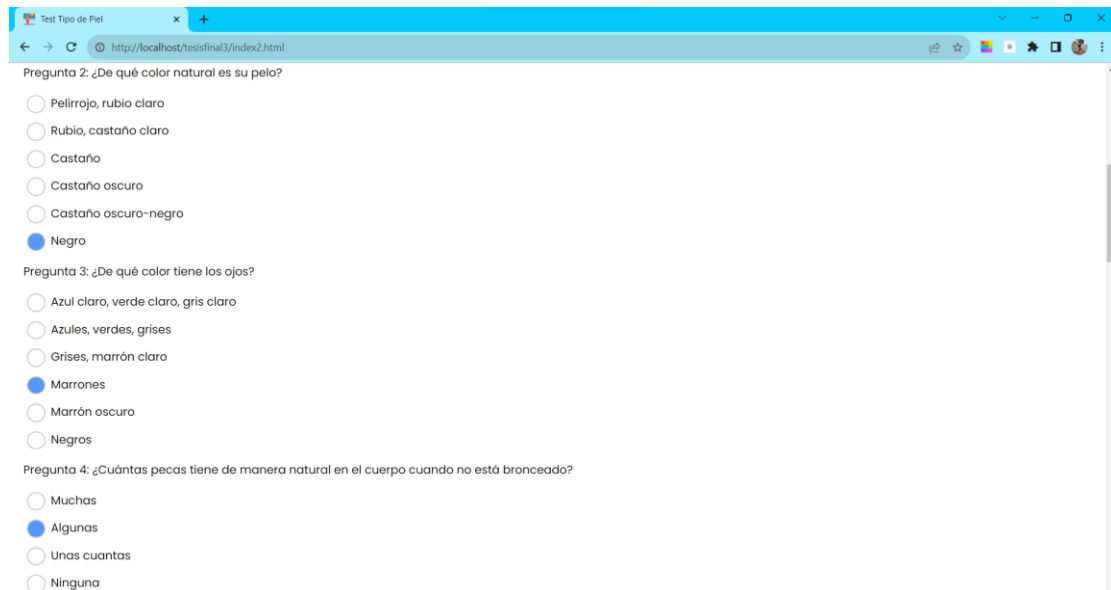 Test Tipo de Piel
http://localhost/tesisfinal3/index2.html
Pregunta 2: ¿De qué color natural es su pelo?
Pelirrojo, rubio claro
Rubio, castaño claro
Castaño
Castaño oscuro
Castaño oscuro-negro
Negro
Pregunta 3: ¿De qué color tiene los ojos?
Azul claro, verde claro, gris claro
Azules, verdes, grises
Grises, marrón claro
Marrones
Marrón oscuro
Negros
Pregunta 4: ¿Cuántas pecas tiene de manera natural en el cuerpo cuando no está bronceado?
Muchas
Algunas
Unas cuantas
Ninguna